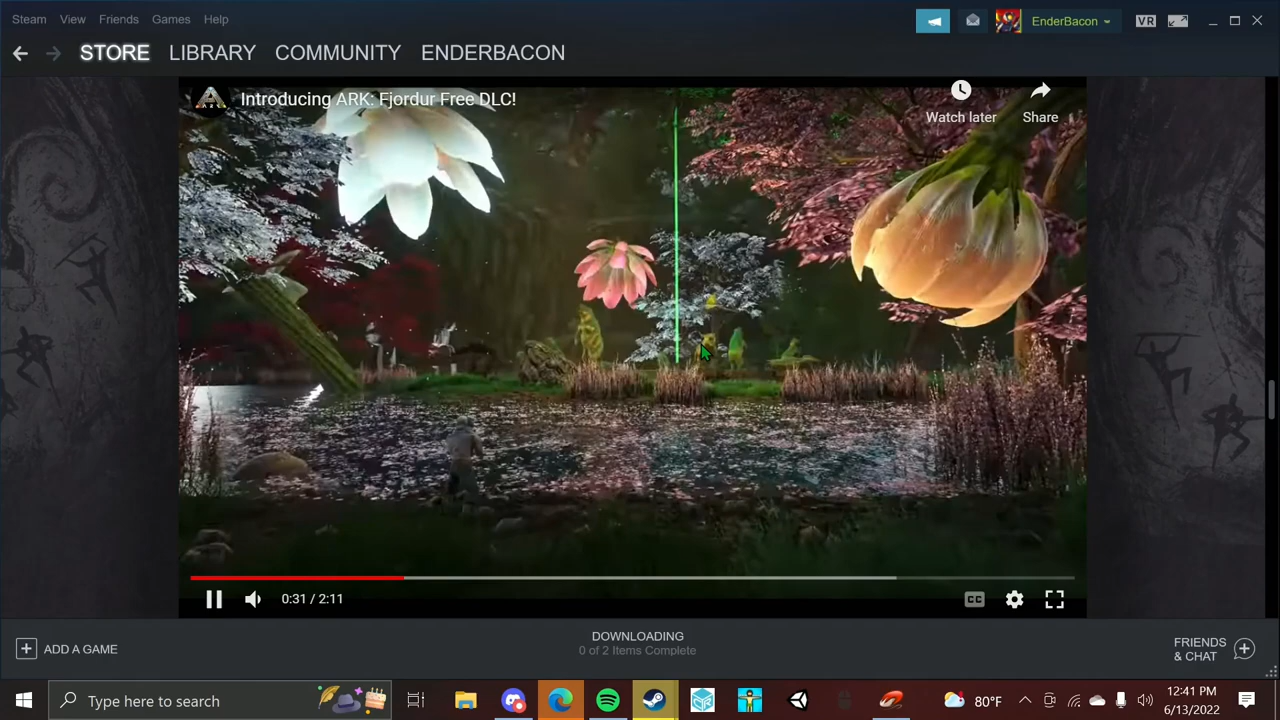 Steam View Friends Games Help
EnderBacon
VR
STORE LIBRARY COMMUNITY ENDERBACON
Introducing ARK: Fjordur Free DLC!
Watch later
Share
0:31 / 2:11
CC
DOWNLOADING
0 of 2 Items Complete
ADD A GAME
FRIENDS
& CHAT
Type here to search
80°F
12:41 PM
6/13/2022